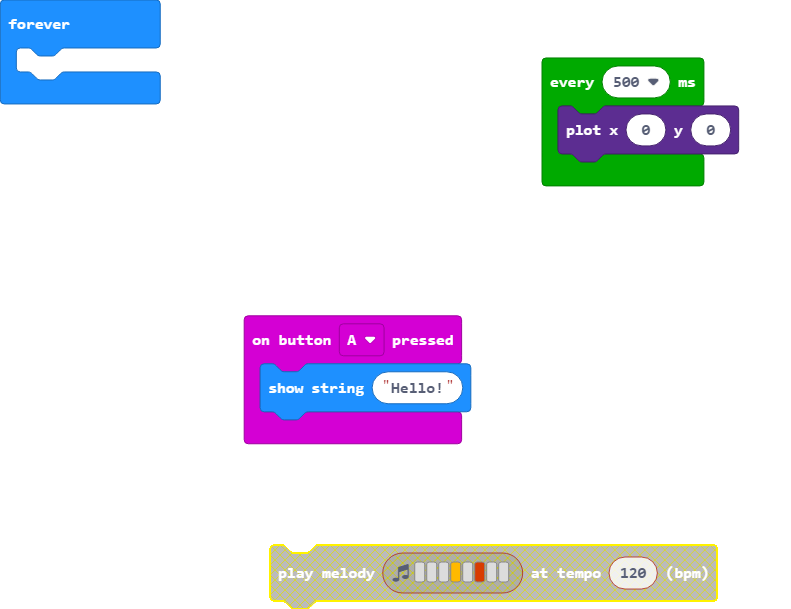 forever
every 500 ms
plot x 0 y 0
on button A pressed
show string "Hello!"
play melody at tempo 120 (bpm)